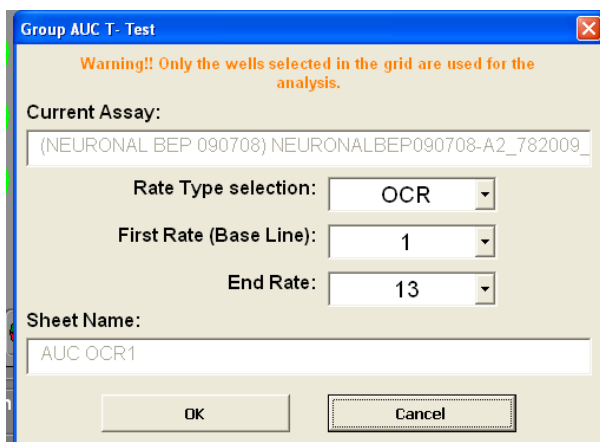 Group AUC T- Test
Warning!! Only the wells selected in the grid are used for the
analysis.
Current Assay:
(NEURONAL BEP 090708) NEURONALBEP090708-A2_782009_
Rate Type selection: OCR
First Rate (Base Line): 1
End Rate: 13
Sheet Name:
AUC OCR1
OK Cancel